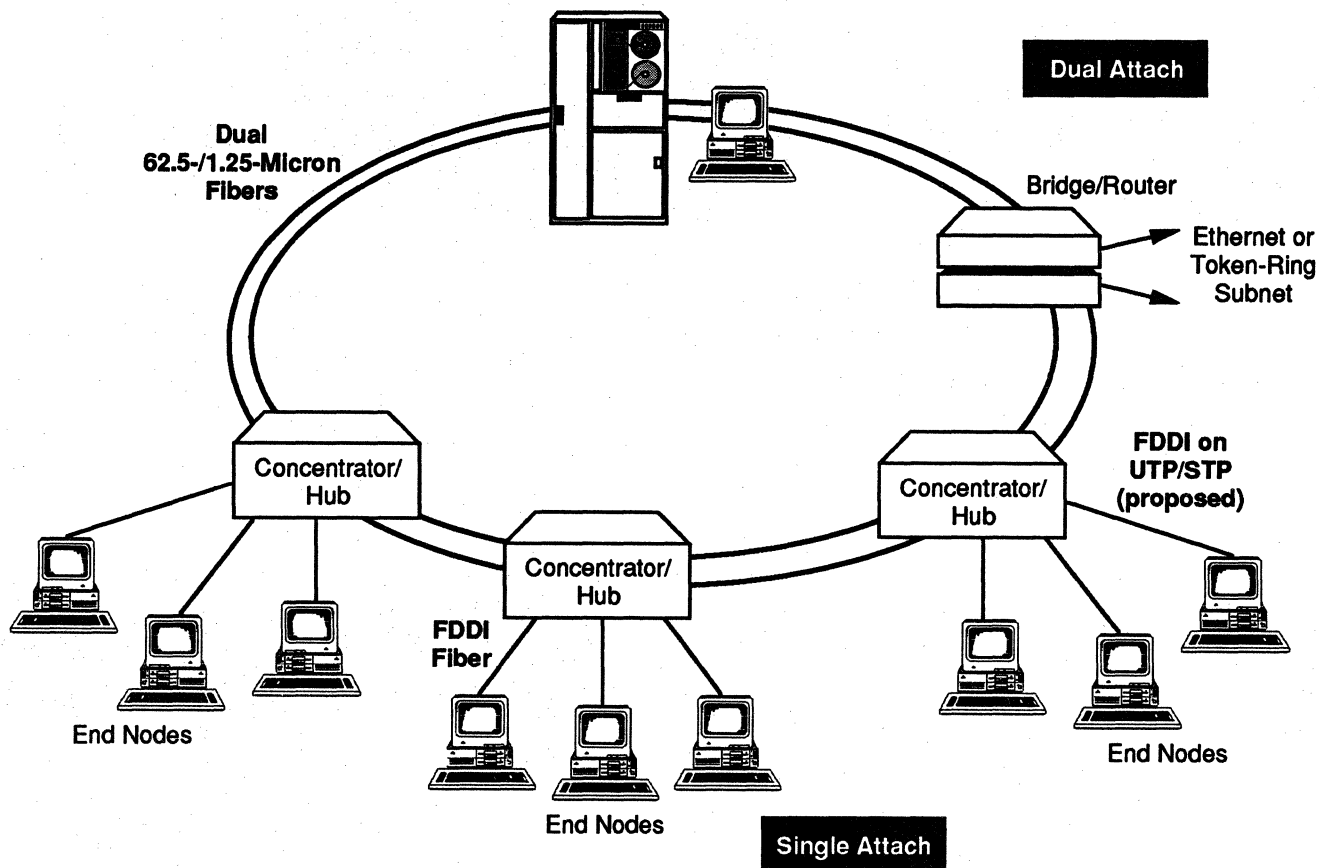 Dual Attach
Dual
62.5-/1.25-Micron
Fibers
Bridge/Router
Ethernet or
Token-Ring
Subnet
Concentrator/
Hub
Concentrator/
Hub
Concentrator/
Hub
FDDI on
UTP/STP
(proposed)
FDDI
Fiber
End Nodes
End Nodes
End Nodes
Single Attach